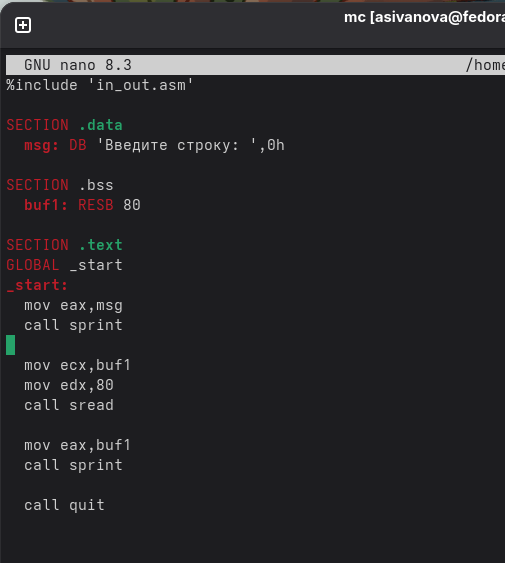 mc [asivanova@fedora
GNU nano 8.3 /home
%include 'in_out.asm'
SECTION .data
msg: DB 'Введите строку: ',0h
SECTION .bss
buf1: RESB 80
SECTION .text
GLOBAL _start
_start:
mov eax,msg
call sprint
mov ecx,buf1
mov edx,80
call sread
mov eax,buf1
call sprint
call quit